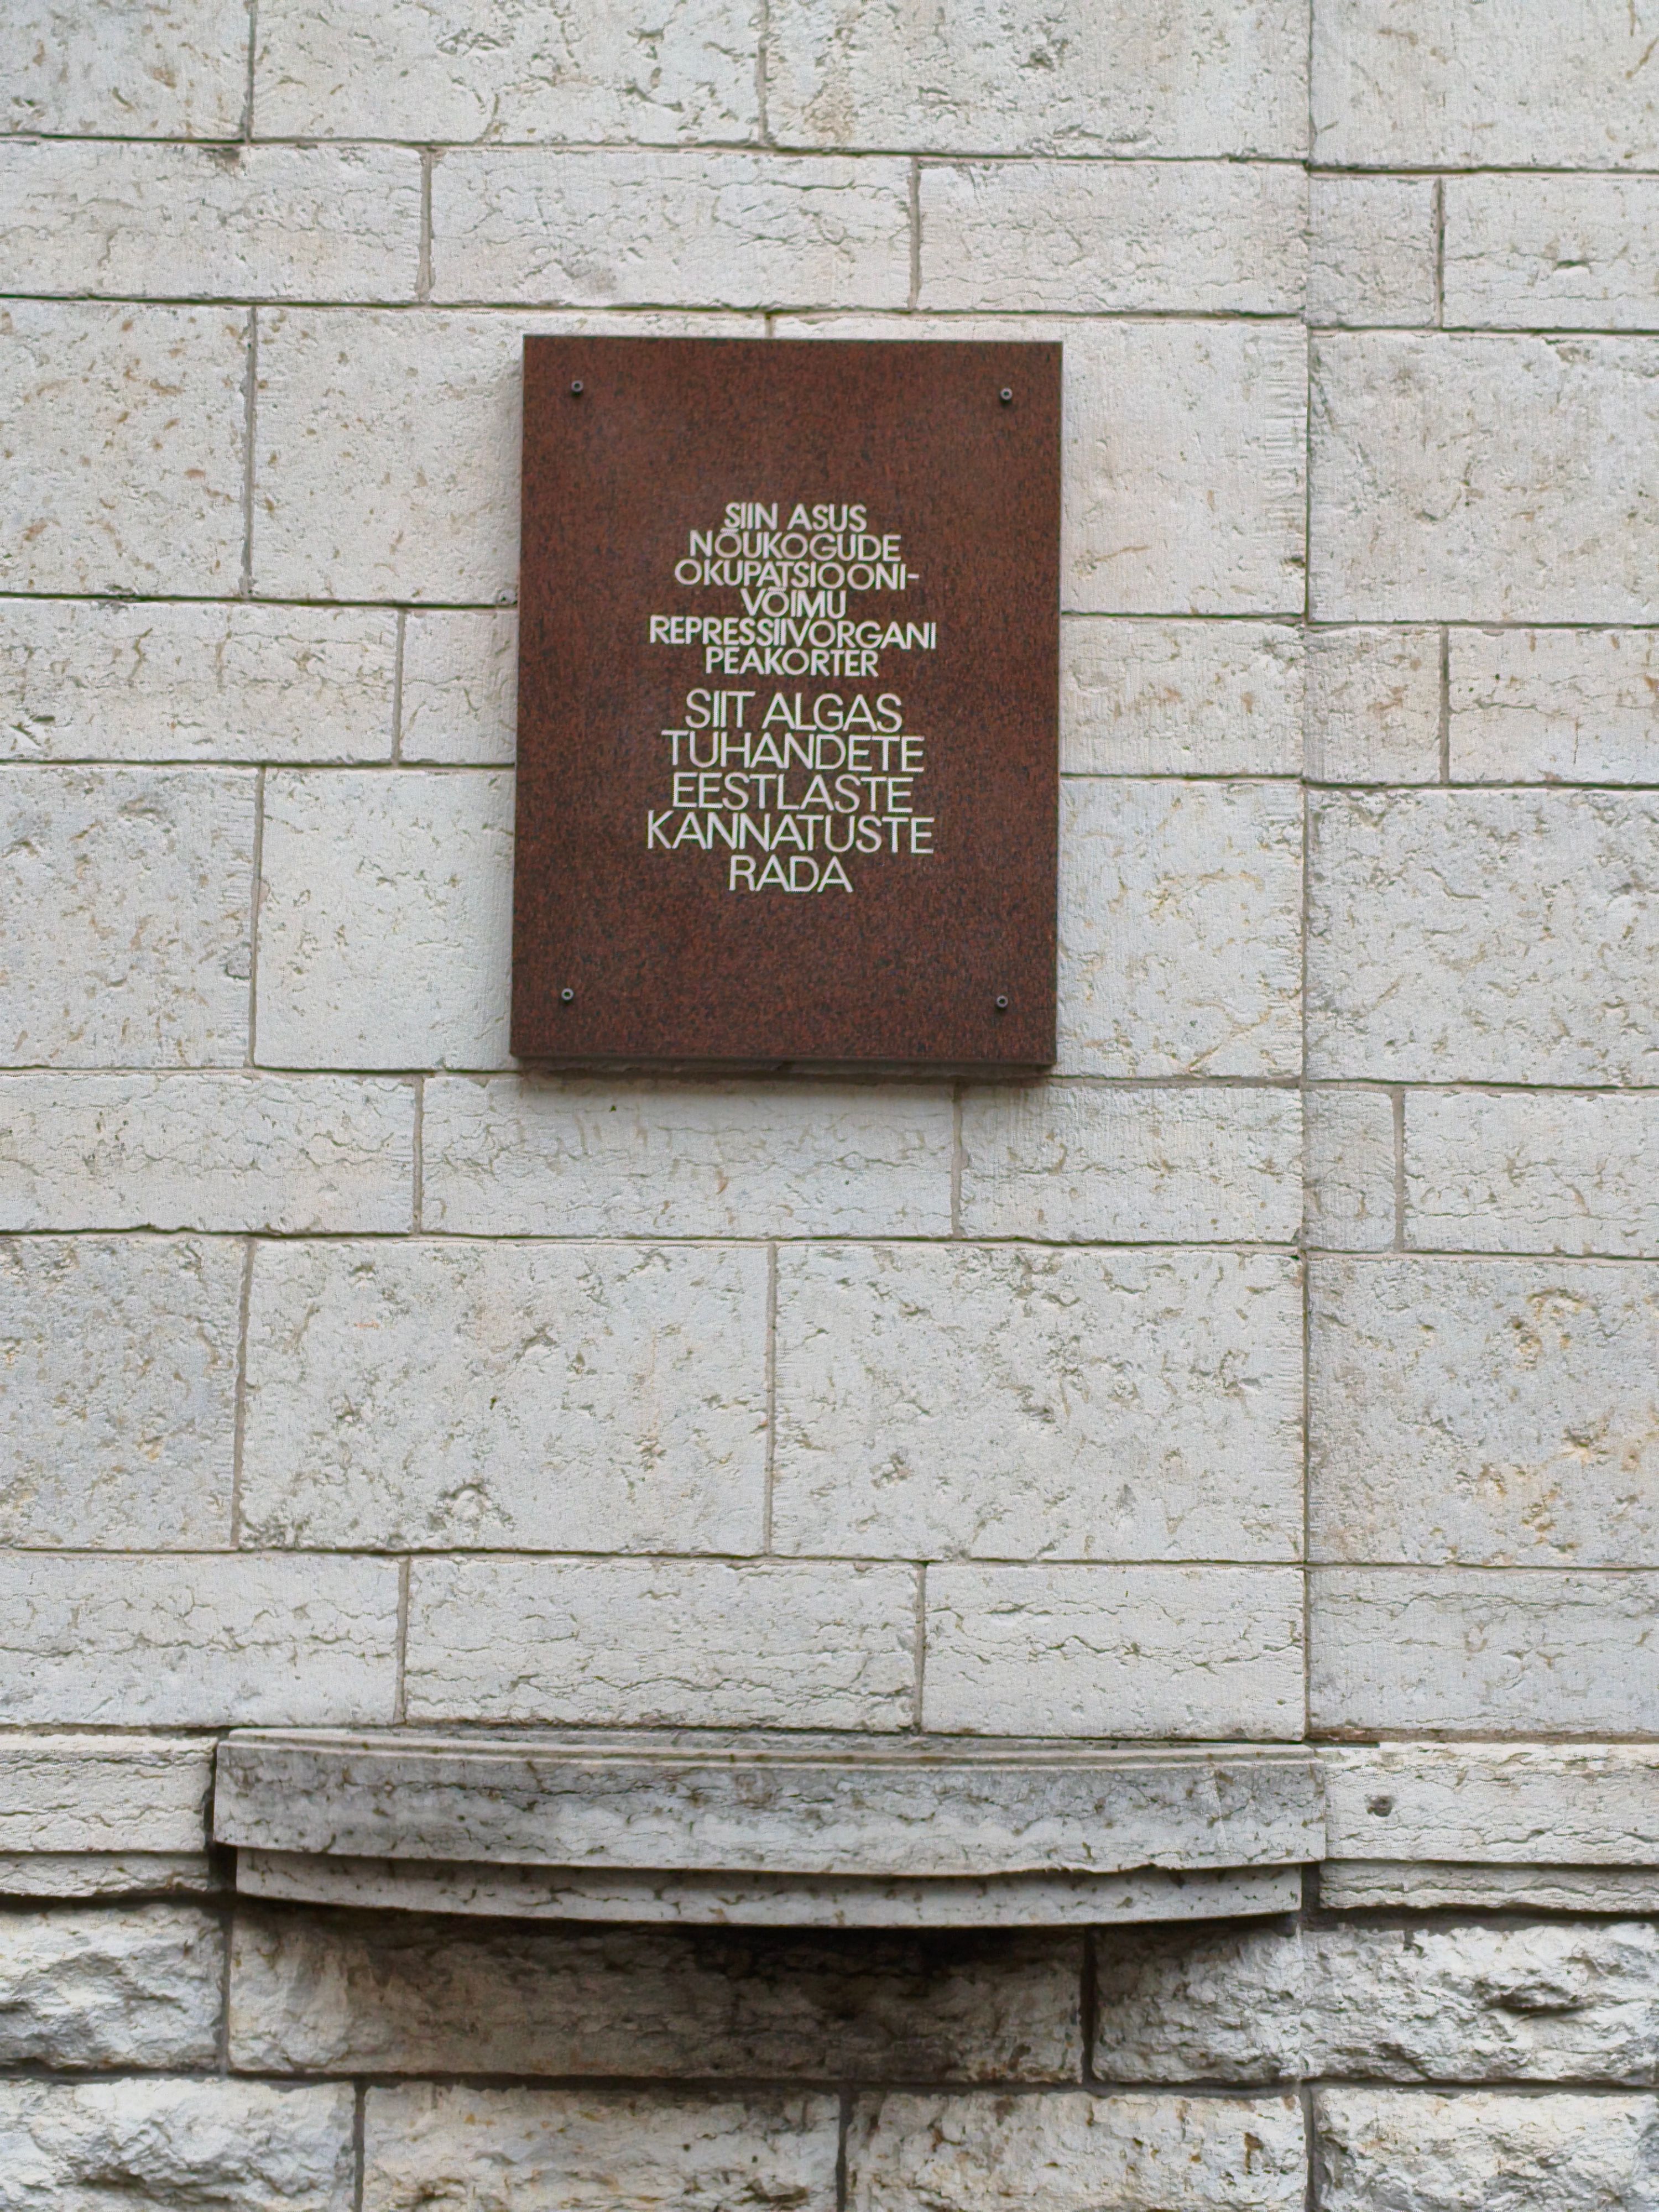 SIIN ASUS
NÕUKOGUDE
OKUPATSIOONI-
VÕIMU
REPRESSIIVORGANI
PEAKORTER
SIIT ALGAS
TUHANDETE
EESTLASTE
KANNATUSTE
RADA